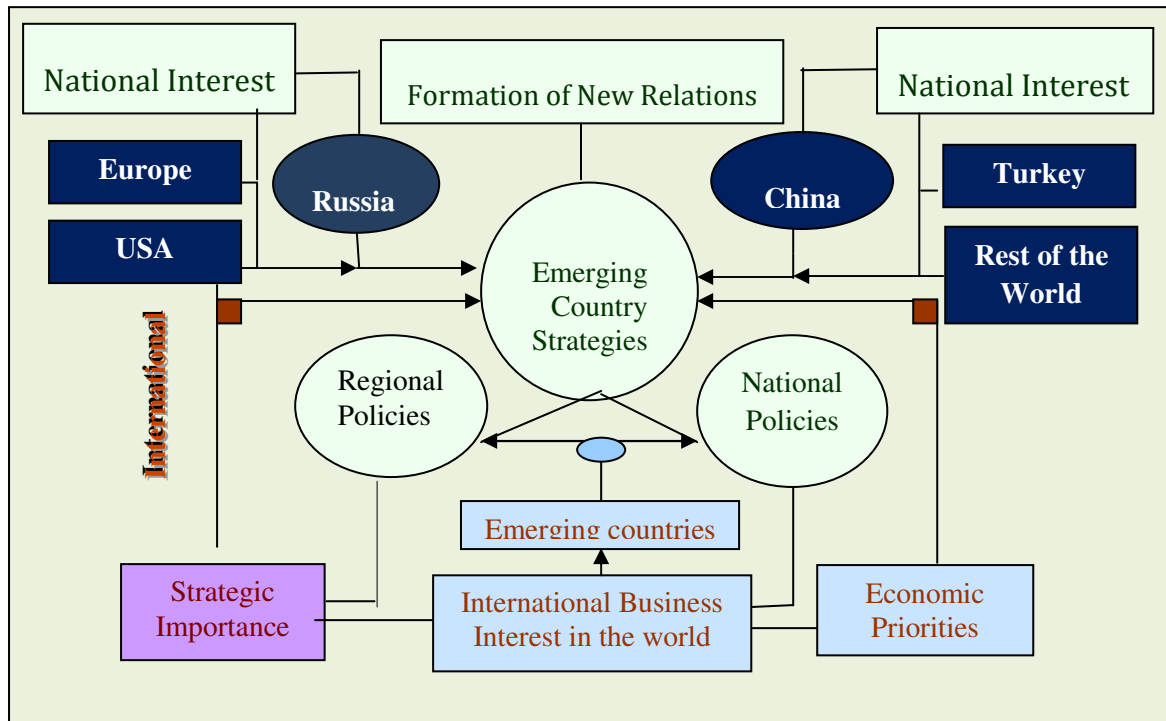 National Interest
Formation of New Relations
National Interest
Europe
Russia
China
Turkey
USA
Emerging
Country
Strategies
Rest of the
World
International
Regional
Policies
National
Policies
Emerging countries
Strategic
Importance
International Business
Interest in the world
Economic
Priorities